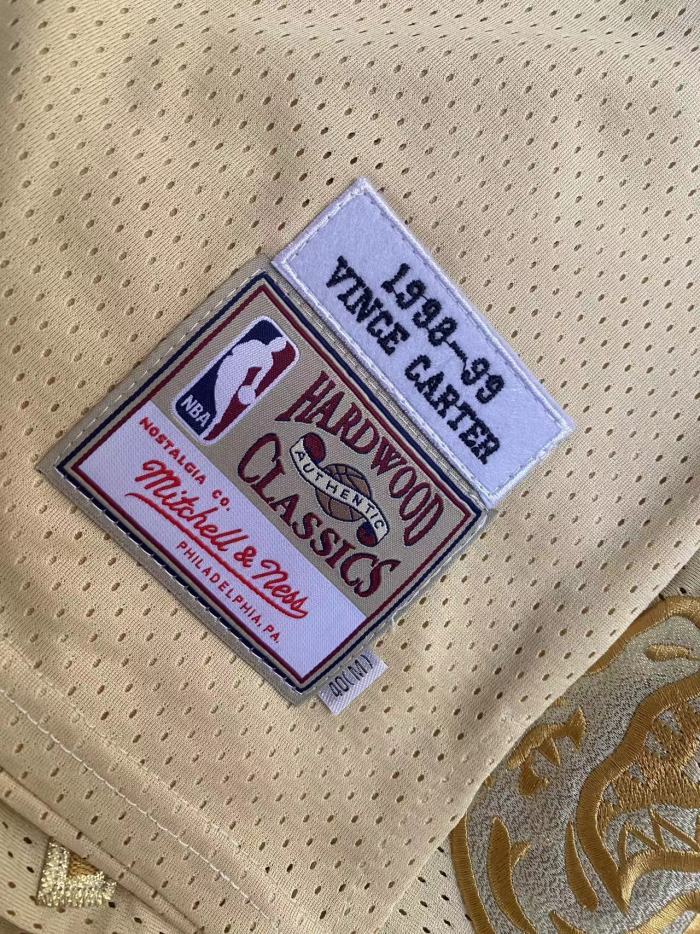 1998-99
VINCE CARTER
NBA
HARDWOOD
AUTHENTIC
CLASSICS
NOSTALGIA CO.
Mitchell & Ness
PHILADELPHIA, PA.
40(M)